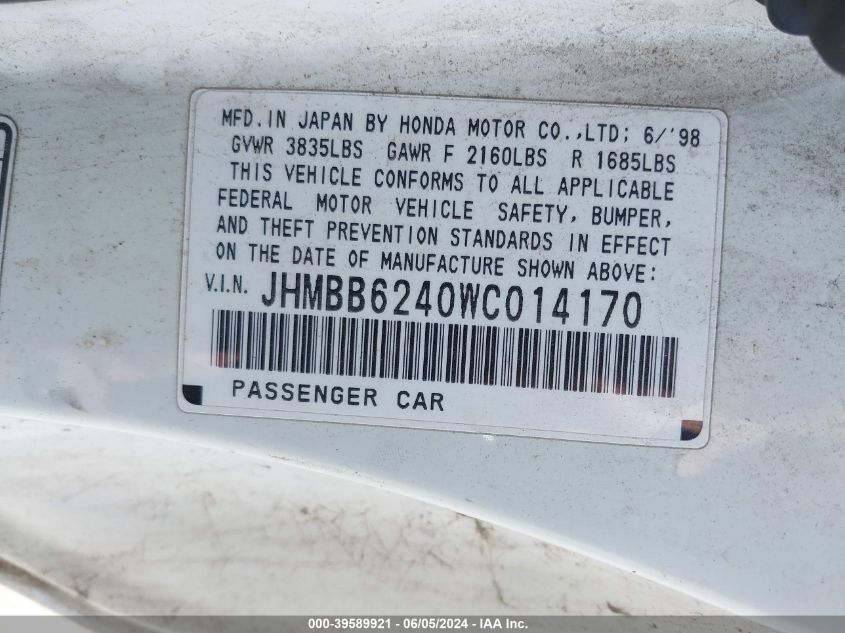 MFD. IN JAPAN BY HONDA MOTOR CO.,LTD; 6/'98
GVWR 3835LBS GAWR F 2160LBS R 1685LBS
THIS VEHICLE CONFORMS TO ALL APPLICABLE
FEDERAL MOTOR VEHICLE SAFETY, BUMPER,
AND THEFT PREVENTION STANDARDS IN EFFECT
ON THE DATE OF MANUFACTURE SHOWN ABOVE:
V.I.N. JHMBB6240WC014170
PASSENGER CAR
000-39589921 | 06/05/2024 - IAA Inc.